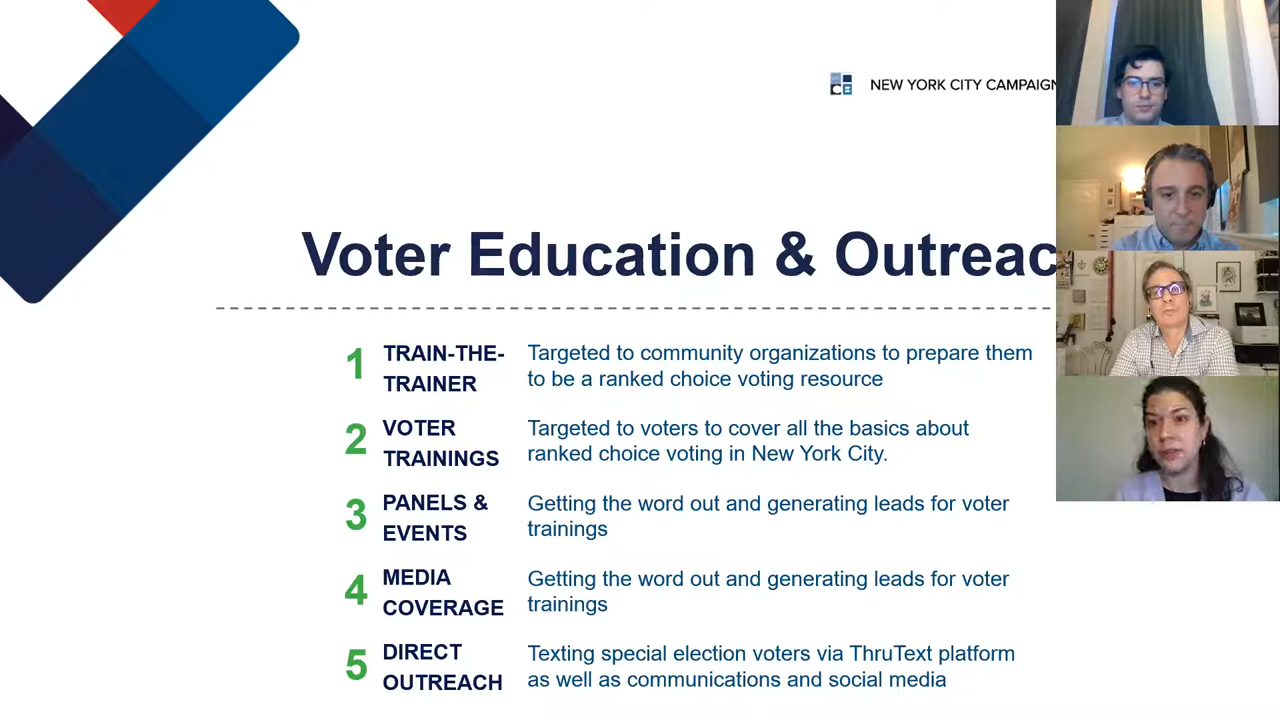 CE
NEW YORK CITY CAMPAIGN
Voter Education & Outreac
1
TRAIN-THE-
TRAINER
Targeted to community organizations to prepare them
to be a ranked choice voting resource
2
VOTER
TRAININGS
Targeted to voters to cover all the basics about
ranked choice voting in New York City.
3
PANELS &
EVENTS
Getting the word out and generating leads for voter
trainings
4
MEDIA
COVERAGE
Getting the word out and generating leads for voter
trainings
5
DIRECT
OUTREACH
Texting special election voters via ThruText platform
as well as communications and social media